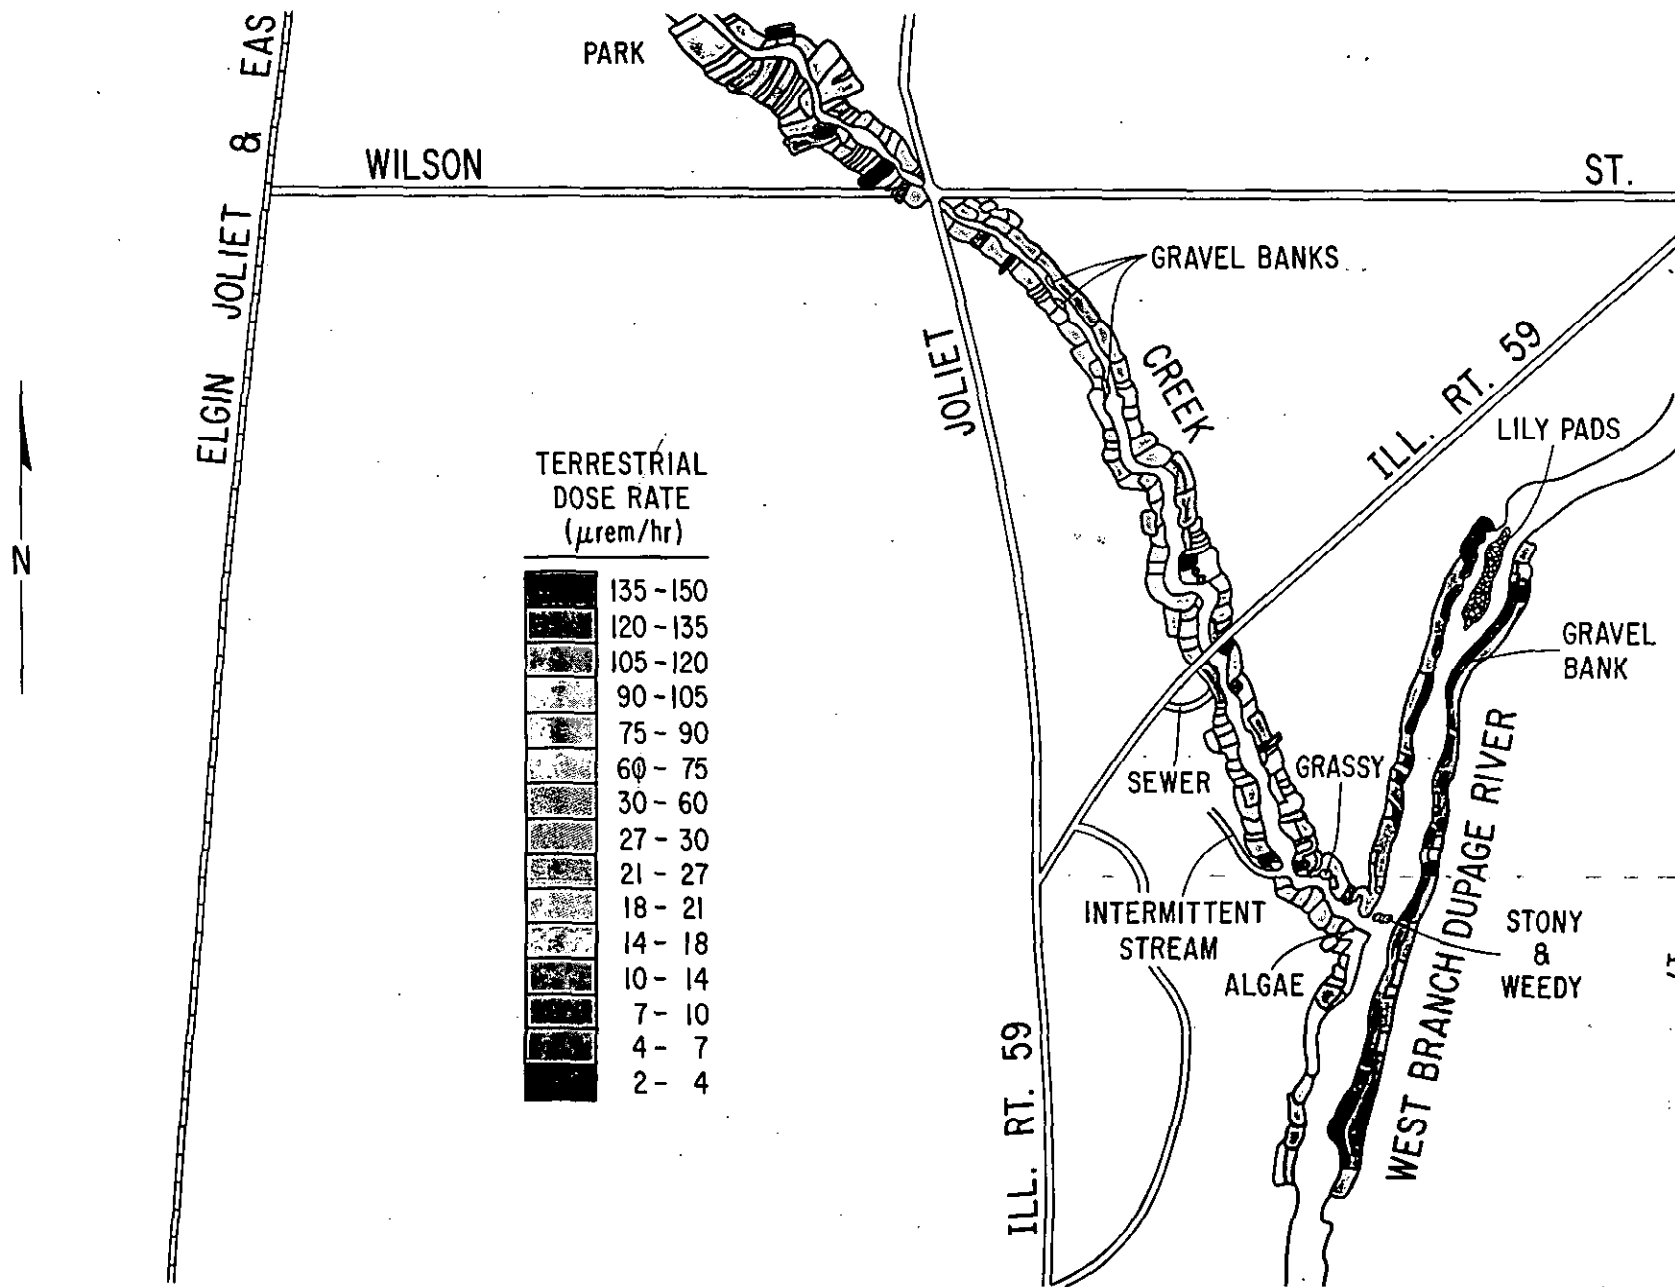 PARK
ELGIN JOLIET & EAS
WILSON ST.
GRAVEL BANKS
JOLIET
CREEK
ILL. RT. 59
LILY PADS
N
TERRESTRIAL
DOSE RATE
(μrem/hr)
135 - 150
120 - 135
105 - 120
90 - 105
75 - 90
60 - 75
30 - 60
27 - 30
21 - 27
18 - 21
14 - 18
10 - 14
7 - 10
4 - 7
2 - 4
GRAVEL
BANK
SEWER
GRASSY
INTERMITTENT
STREAM
ALGAE
STONY
&
WEEDY
WEST BRANCH DUPAGE RIVER
ILL. RT. 59